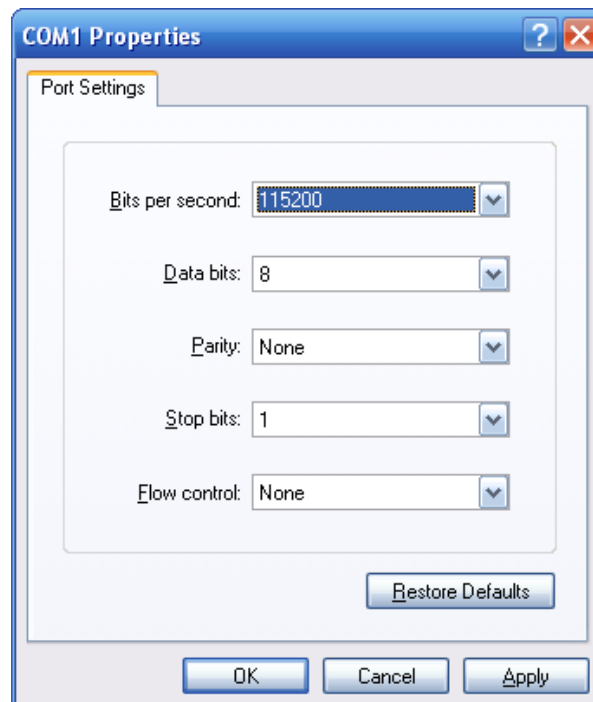 COM1 Properties
Port Settings
Bits per second: 115200
Data bits: 8
Parity: None
Stop bits: 1
Flow control: None
Restore Defaults
OK Cancel Apply